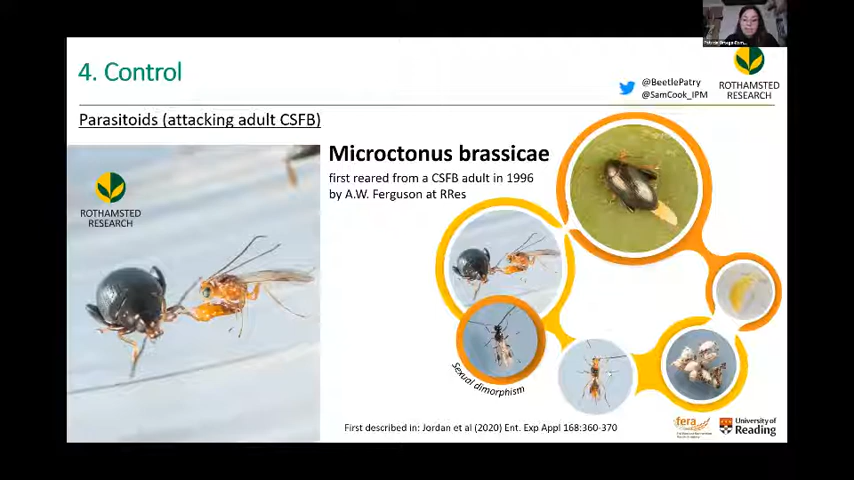 4. Control
@BeetlePatry
@SamCook_IPM
ROTHAMSTED
RESEARCH
Parasitoids (attacking adult CSFB)
ROTHAMSTED
RESEARCH
Microctonus brassicae
first reared from a CSFB adult in 1996
by A.W. Ferguson at RRes
Sexual dimorphism
First described in: Jordan et al (2020) Ent. Exp Appl 168:360-370
fera
University of
Reading